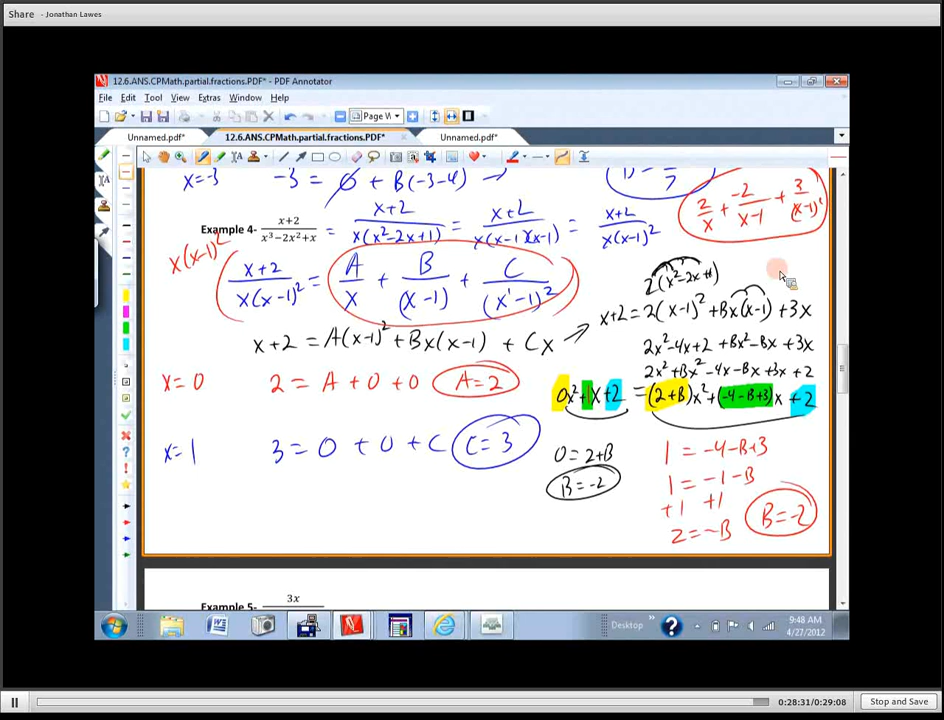 Share - Jonathan Lawes
12.6.ANS.CPMath.partial.fractions.PDF* - PDF Annotator
File Edit Tool View Extras Window Help
Page W
Unnamed.pdf* 12.6.ANS.CPMath.partial.fractions.PDF* Unnamed.pdf*
x=-3 -3 = 0 + B(-3-4) →
2/x + -2/x-1 + 3/(x-1)²
Example 4- x+2/x³−2x²+x = x+2/x(x²-2x+1) = x+2/x(x-1)(x-1) = x+2/x(x-1)²
x(x-1)²
x+2/x(x-1)² = A/x + B/(x-1) + C/(x-1)²
x+2 = A(x-1)² + Bx(x-1) + Cx →
2(x²-2x+1)
x+2 = 2(x-1)² + Bx(x-1) + 3x
2x²-4x+2 + Bx²-Bx +3x
2x²+Bx²-4x-Bx+3x+2
0x²+1x+2 = (2+B)x²+(-4-B+3)x +2
x=0 2 = A + 0 + 0 A=2
x=1 3 = 0 + 0 + C C=3
0=2+B
B=-2
1 = -4-B+3
1 = -1-B
+1 +1
2=-B B=-2
Example 5- 3x
Desktop
9:48 AM
4/27/2012
0:28:31/0:29:08
Stop and Save